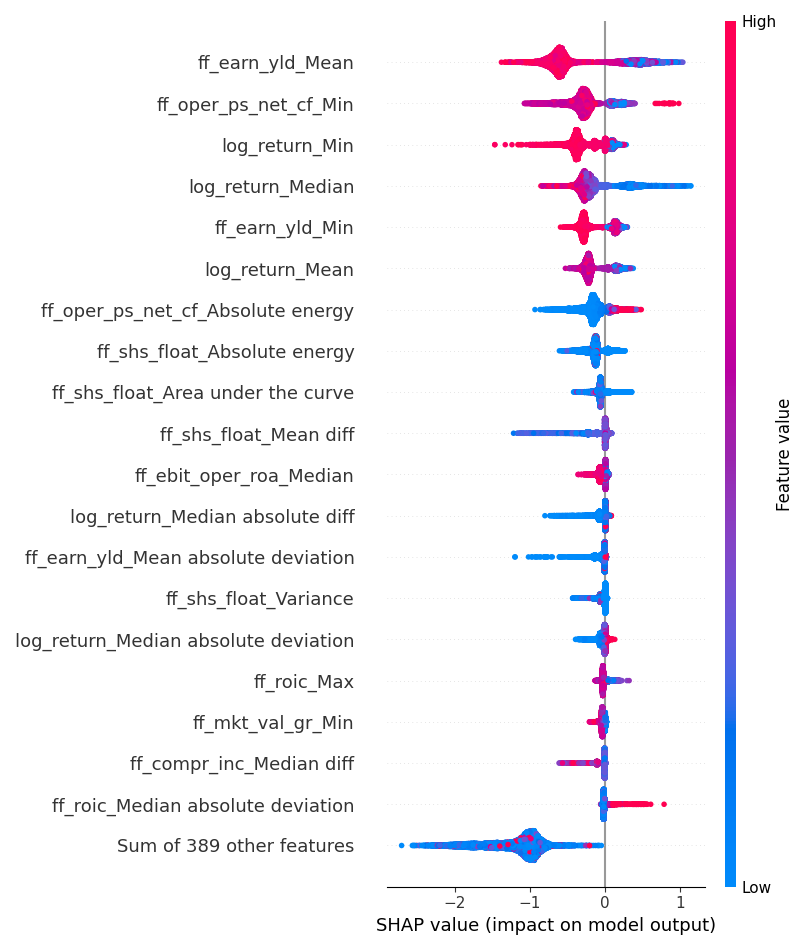 High
ff_earn_yld_Mean
ff_oper_ps_net_cf_Min
log_return_Min
log_return_Median
ff_earn_yld_Min
log_return_Mean
ff_oper_ps_net_cf_Absolute energy
ff_shs_float_Absolute energy
ff_shs_float_Area under the curve
ff_shs_float_Mean diff
ff_ebit_oper_roa_Median
log_return_Median absolute diff
ff_earn_yld_Mean absolute deviation
ff_shs_float_Variance
log_return_Median absolute deviation
ff_roic_Max
ff_mkt_val_gr_Min
ff_compr_inc_Median diff
ff_roic_Median absolute deviation
Sum of 389 other features
Feature value
Low
−2 −1 0 1
SHAP value (impact on model output)